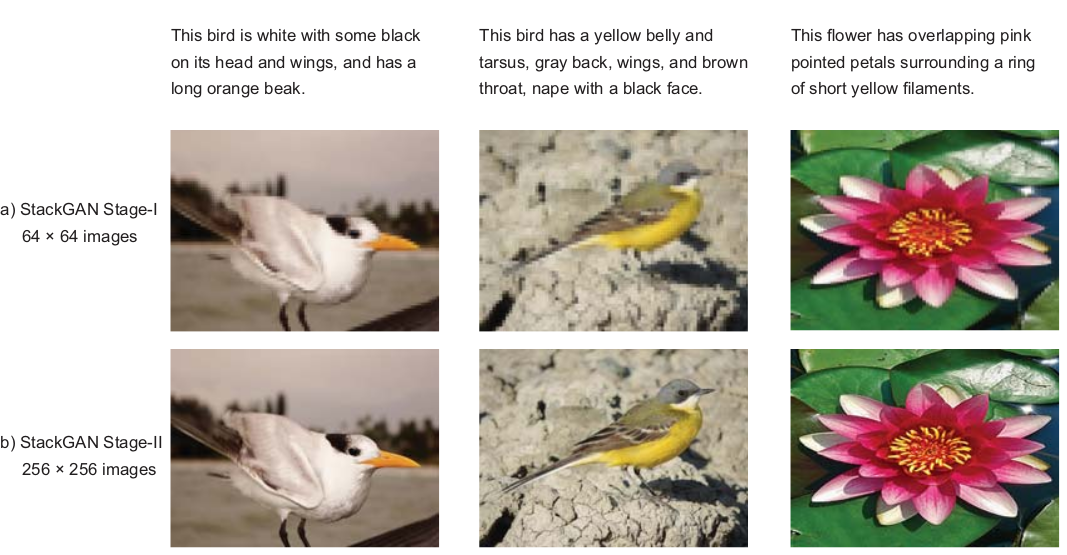 This bird is white with some black
on its head and wings, and has a
long orange beak.
This bird has a yellow belly and
tarsus, gray back, wings, and brown
throat, nape with a black face.
This flower has overlapping pink
pointed petals surrounding a ring
of short yellow filaments.
a) StackGAN Stage-I
64 × 64 images
b) StackGAN Stage-II
256 × 256 images